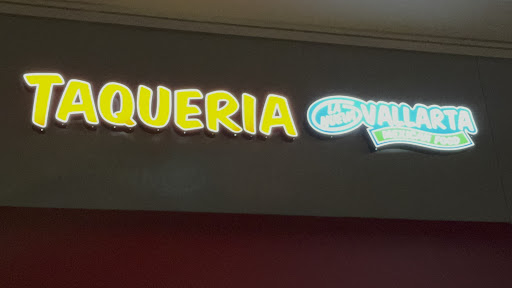 TAQUERIA
LA NUEVA
VALLARTA
MEXICAN FOOD